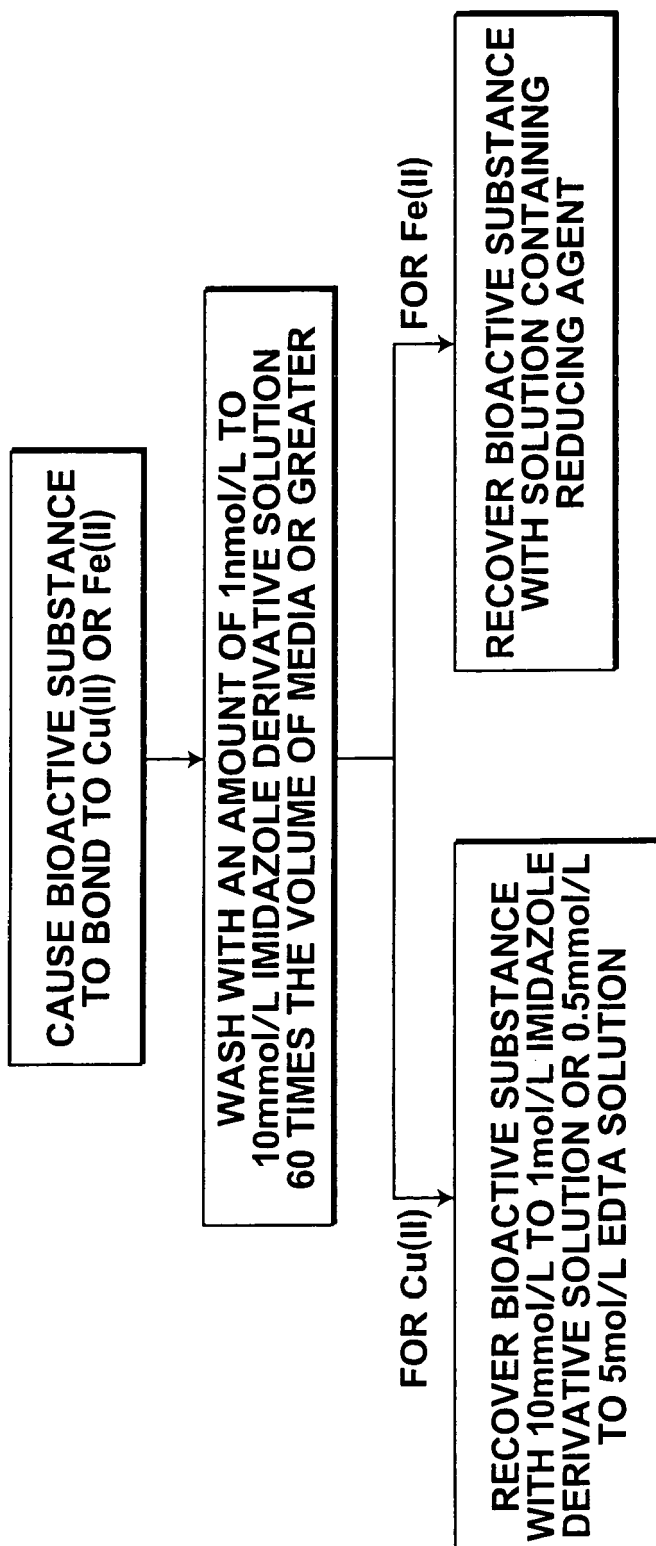 CAUSE BIOACTIVE SUBSTANCE
TO BOND TO Cu(II) OR Fe(II)
WASH WITH AN AMOUNT OF 1nmol/L TO
10mmol/L IMIDAZOLE DERIVATIVE SOLUTION
60 TIMES THE VOLUME OF MEDIA OR GREATER
FOR Cu(II)
FOR Fe(II)
RECOVER BIOACTIVE SUBSTANCE
WITH 10mmol/L TO 1mol/L IMIDAZOLE
DERIVATIVE SOLUTION OR 0.5mmol/L
TO 5mol/L EDTA SOLUTION
RECOVER BIOACTIVE SUBSTANCE
WITH SOLUTION CONTAINING
REDUCING AGENT